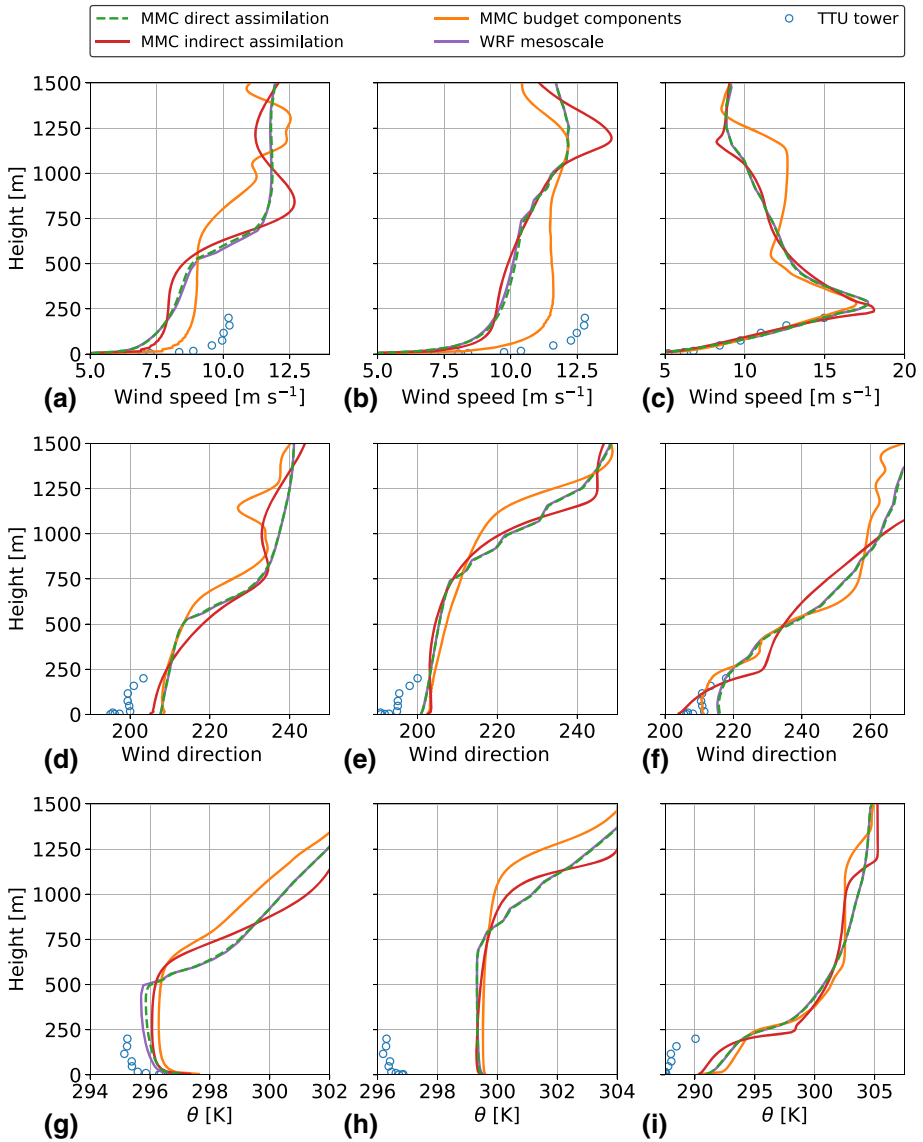 MMC direct assimilation
MMC indirect assimilation
MMC budget components
WRF mesoscale
TTU tower
1500
1250
1000
750
500
250
0
Height [m]
5.0 7.5 10.0 12.5
5.0 7.5 10.0 12.5
5 10 15 20
(a) Wind speed [m s⁻¹]
(b) Wind speed [m s⁻¹]
(c) Wind speed [m s⁻¹]
1500
1250
1000
750
500
250
0
Height [m]
200 220 240
200 220 240
200 220 240 260
(d) Wind direction
(e) Wind direction
(f) Wind direction
1500
1250
1000
750
500
250
0
Height [m]
294 296 298 300 302
296 298 300 302 304
290 295 300 305
(g) θ [K]
(h) θ [K]
(i) θ [K]